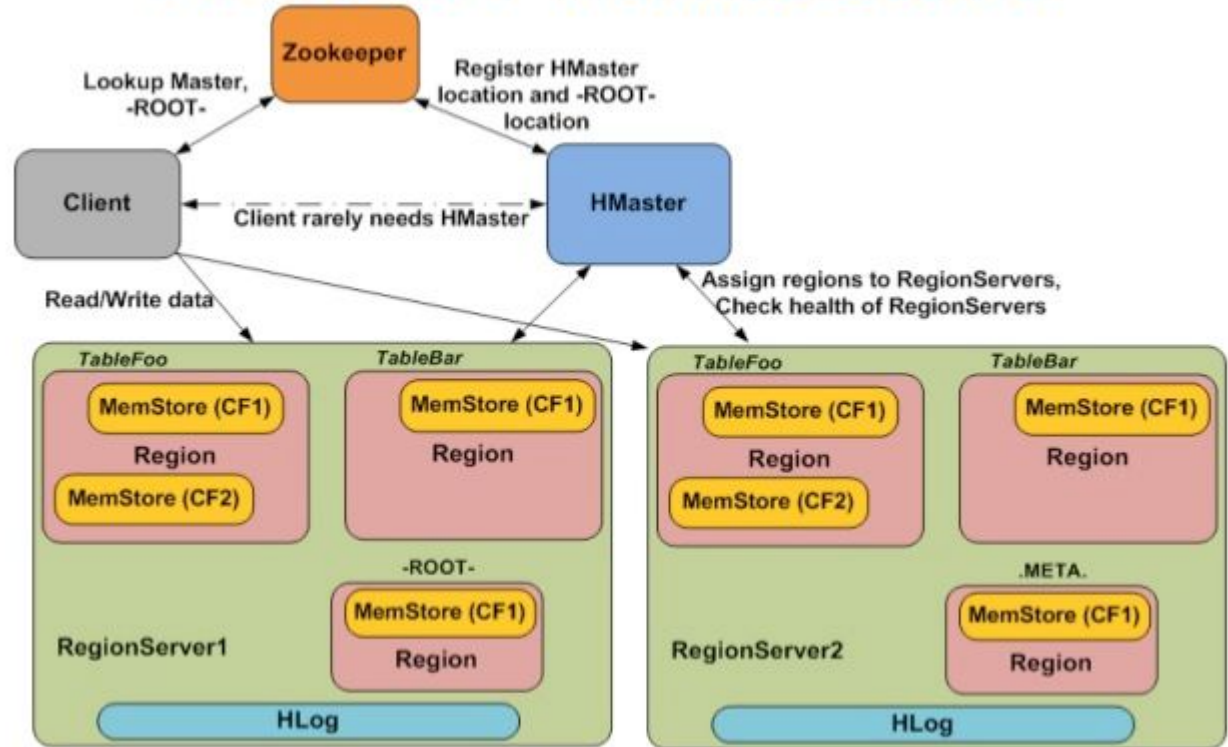 Zookeeper
Lookup Master,
-ROOT-
Register HMaster
location and -ROOT-
location
Client
HMaster
Client rarely needs HMaster
Read/Write data
Assign regions to RegionServers,
Check health of RegionServers
TableFoo
TableBar
MemStore (CF1)
MemStore (CF1)
Region
Region
MemStore (CF2)
-ROOT-
MemStore (CF1)
RegionServer1
Region
HLog
TableFoo
TableBar
MemStore (CF1)
MemStore (CF1)
Region
Region
MemStore (CF2)
.META.
MemStore (CF1)
RegionServer2
Region
HLog